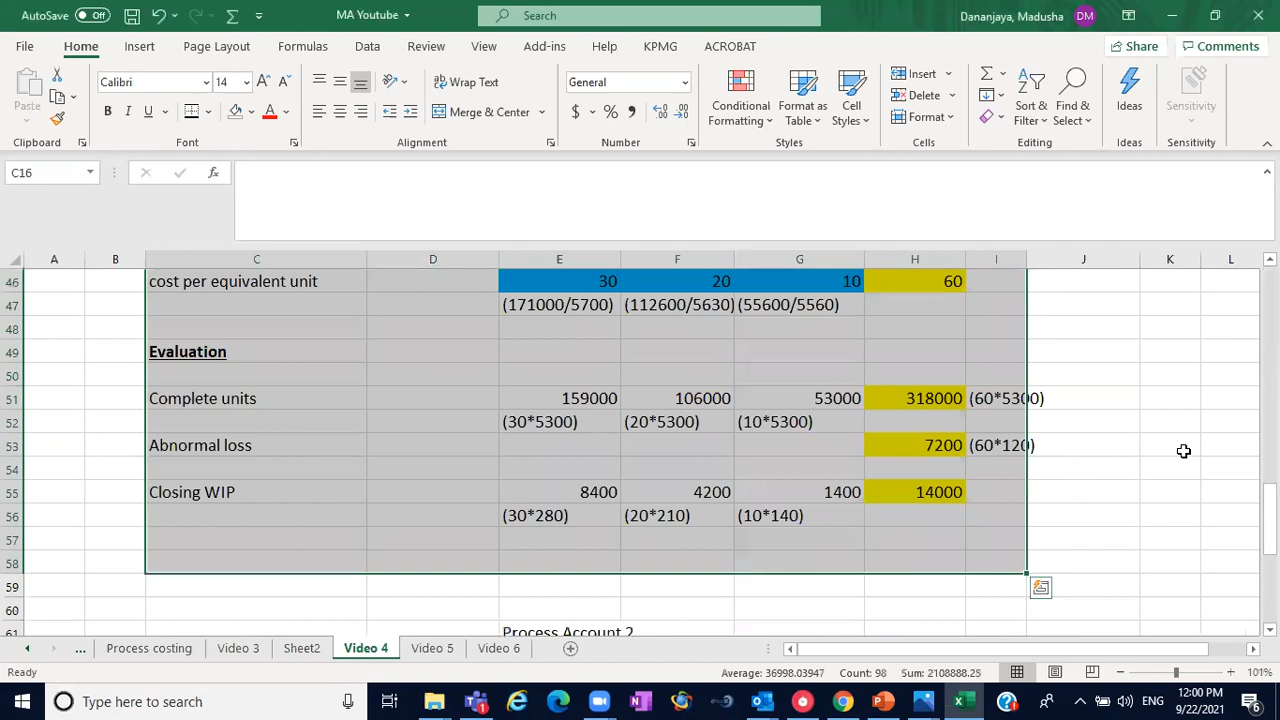 AutoSave Off MA Youtube Search Dananjaya, Madusha DM
File Home Insert Page Layout Formulas Data Review View Add-ins Help KPMG ACROBAT Share Comments
Paste Calibri 14 Wrap Text General Conditional Formatting Format as Table Cell Styles Insert Delete Format Sort & Filter Find & Select Ideas Sensitivity
B I U Merge & Center $ %
Clipboard Font Alignment Number Styles Cells Editing Ideas Sensitivity
C16 fx
A B C D E F G H I J K L
46 cost per equivalent unit 30 20 10 60
47 (171000/5700) (112600/5630) (55600/5560)
48
49 Evaluation
50
51 Complete units 159000 106000 53000 318000 (60*5300)
52 (30*5300) (20*5300) (10*5300)
53 Abnormal loss 7200 (60*120)
54
55 Closing WIP 8400 4200 1400 14000
56 (30*280) (20*210) (10*140)
57
58
59
60
61 Process Account 2
... Process costing Video 3 Sheet2 Video 4 Video 5 Video 6
Ready Average: 36998.03947 Count: 98 Sum: 2108888.25 101%
Type here to search ENG 12:00 PM
9/22/2021 6